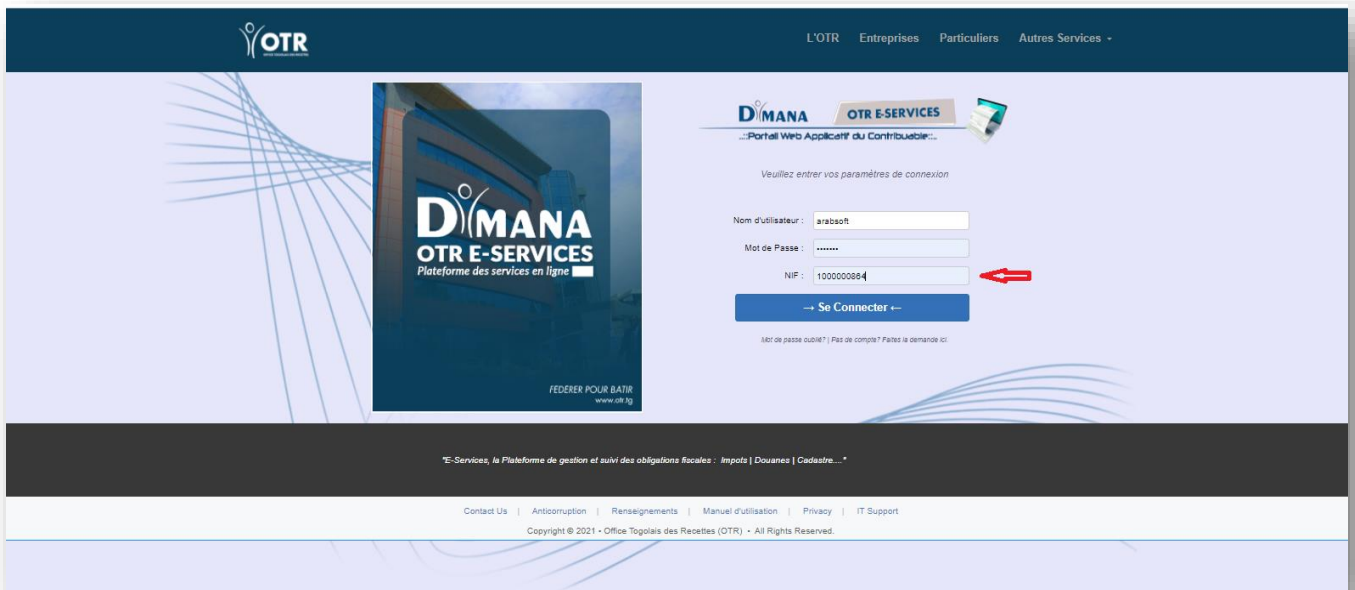 OTR
L'OTR Entreprises Particuliers Autres Services
DYMANA
OTR E-SERVICES
Plateforme des services en ligne
FEDÉRER POUR BATIR
www.otr.tg
DYMANA OTR E-SERVICES
..::Portail Web Applicatif du Contribuable::..
Veuillez entrer vos paramètres de connexion
Nom d'utilisateur : arabsoft
Mot de Passe : •••••••
NIF : 1000000864
→ Se Connecter ←
Mot de passe oublié? | Pas de compte? Faites la demande ici.
"E-Services, la Plateforme de gestion et suivi des obligations fiscales : Impots | Douanes | Cadastre...."
Contact Us | Anticorruption | Renseignements | Manuel d'utilisation | Privacy | IT Support
Copyright © 2021 • Office Togolais des Recettes (OTR) • All Rights Reserved.